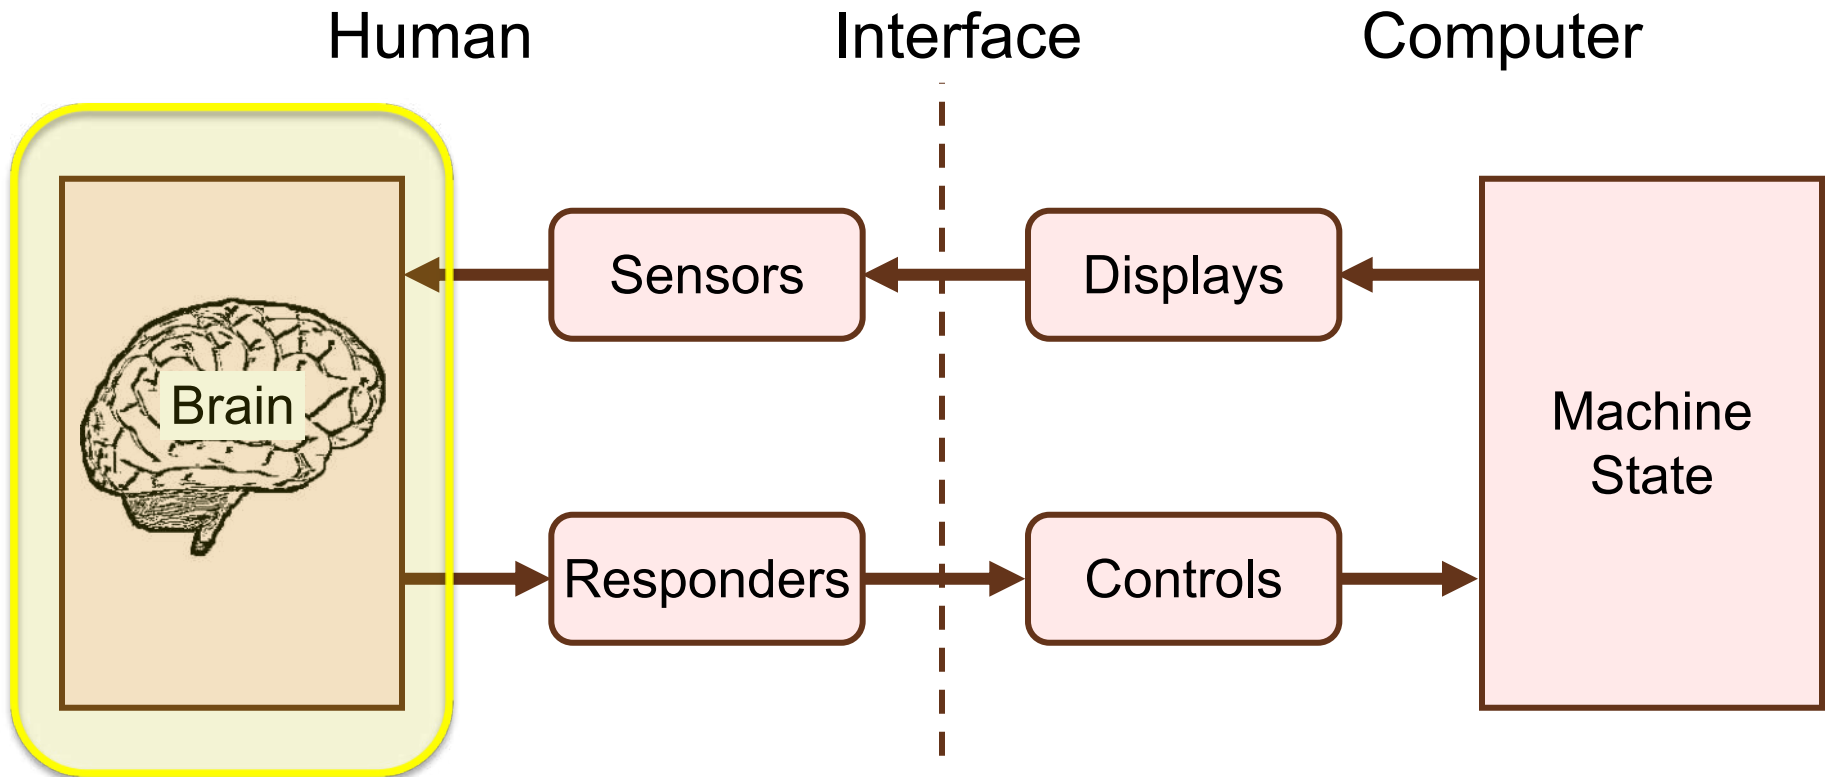 Human
Interface
Computer
Sensors
Displays
Brain
Machine
State
Responders
Controls